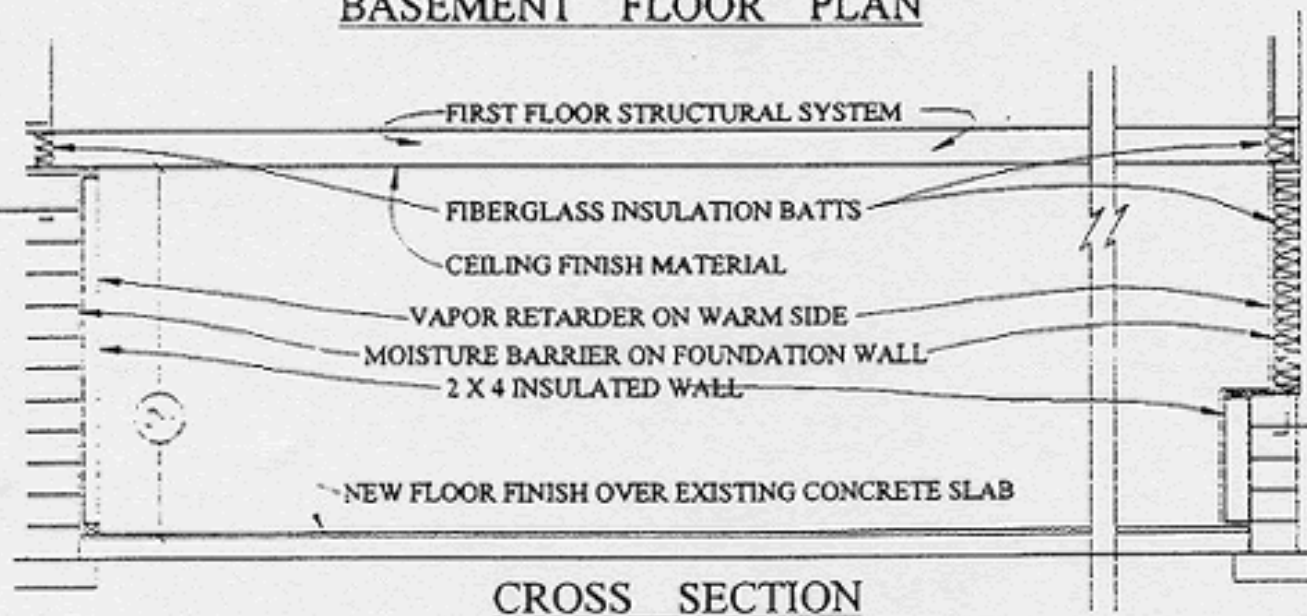 BASEMENT FLOOR PLAN
FIRST FLOOR STRUCTURAL SYSTEM
FIBERGLASS INSULATION BATTS
CEILING FINISH MATERIAL
VAPOR RETARDER ON WARM SIDE
MOISTURE BARRIER ON FOUNDATION WALL
2 X 4 INSULATED WALL
?
NEW FLOOR FINISH OVER EXISTING CONCRETE SLAB
CROSS SECTION